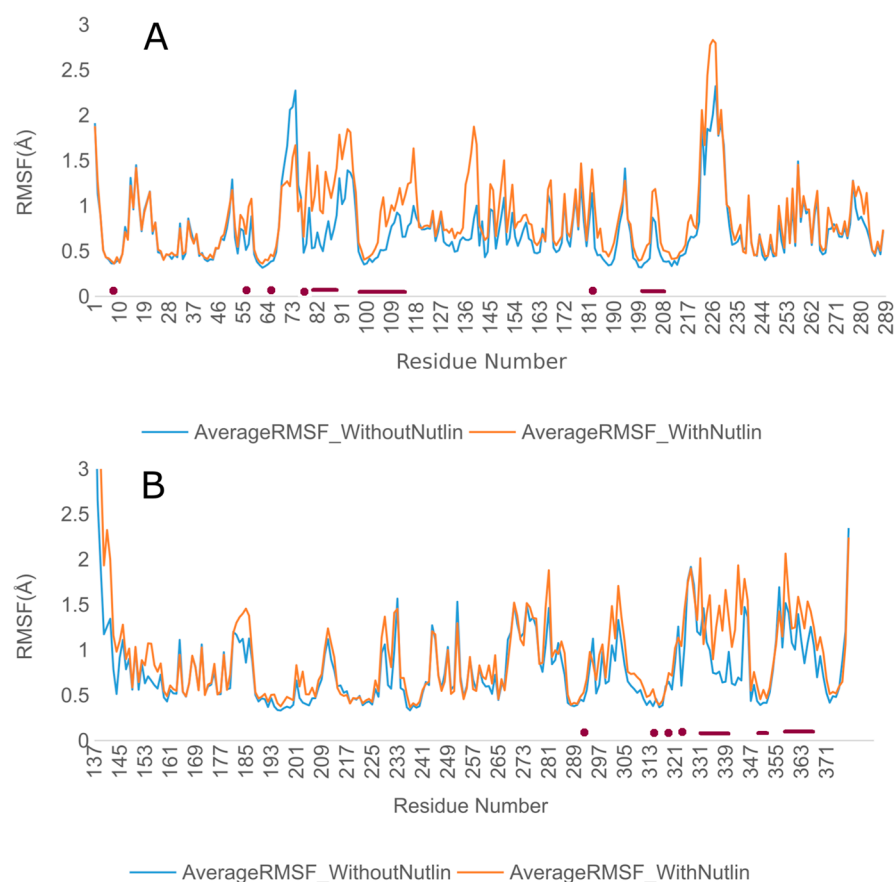 A
3
2.5
2
1.5
1
0.5
0
RMSF(Å)
1 10 19 28 37 46 55 64 73 82 91 100 109 118 127 136 145 154 163 172 181 190 199 208 217 226 235 244 253 262 271 280 289
Residue Number
AverageRMSF_WithoutNutlin AverageRMSF_WithNutlin
B
3
2.5
2
1.5
1
0.5
0
RMSF(Å)
137 145 153 161 169 177 185 193 201 209 217 225 233 241 249 257 265 273 281 289 297 305 313 321 331 339 347 355 363 371
Residue Number
AverageRMSF_WithoutNutlin AverageRMSF_WithNutlin